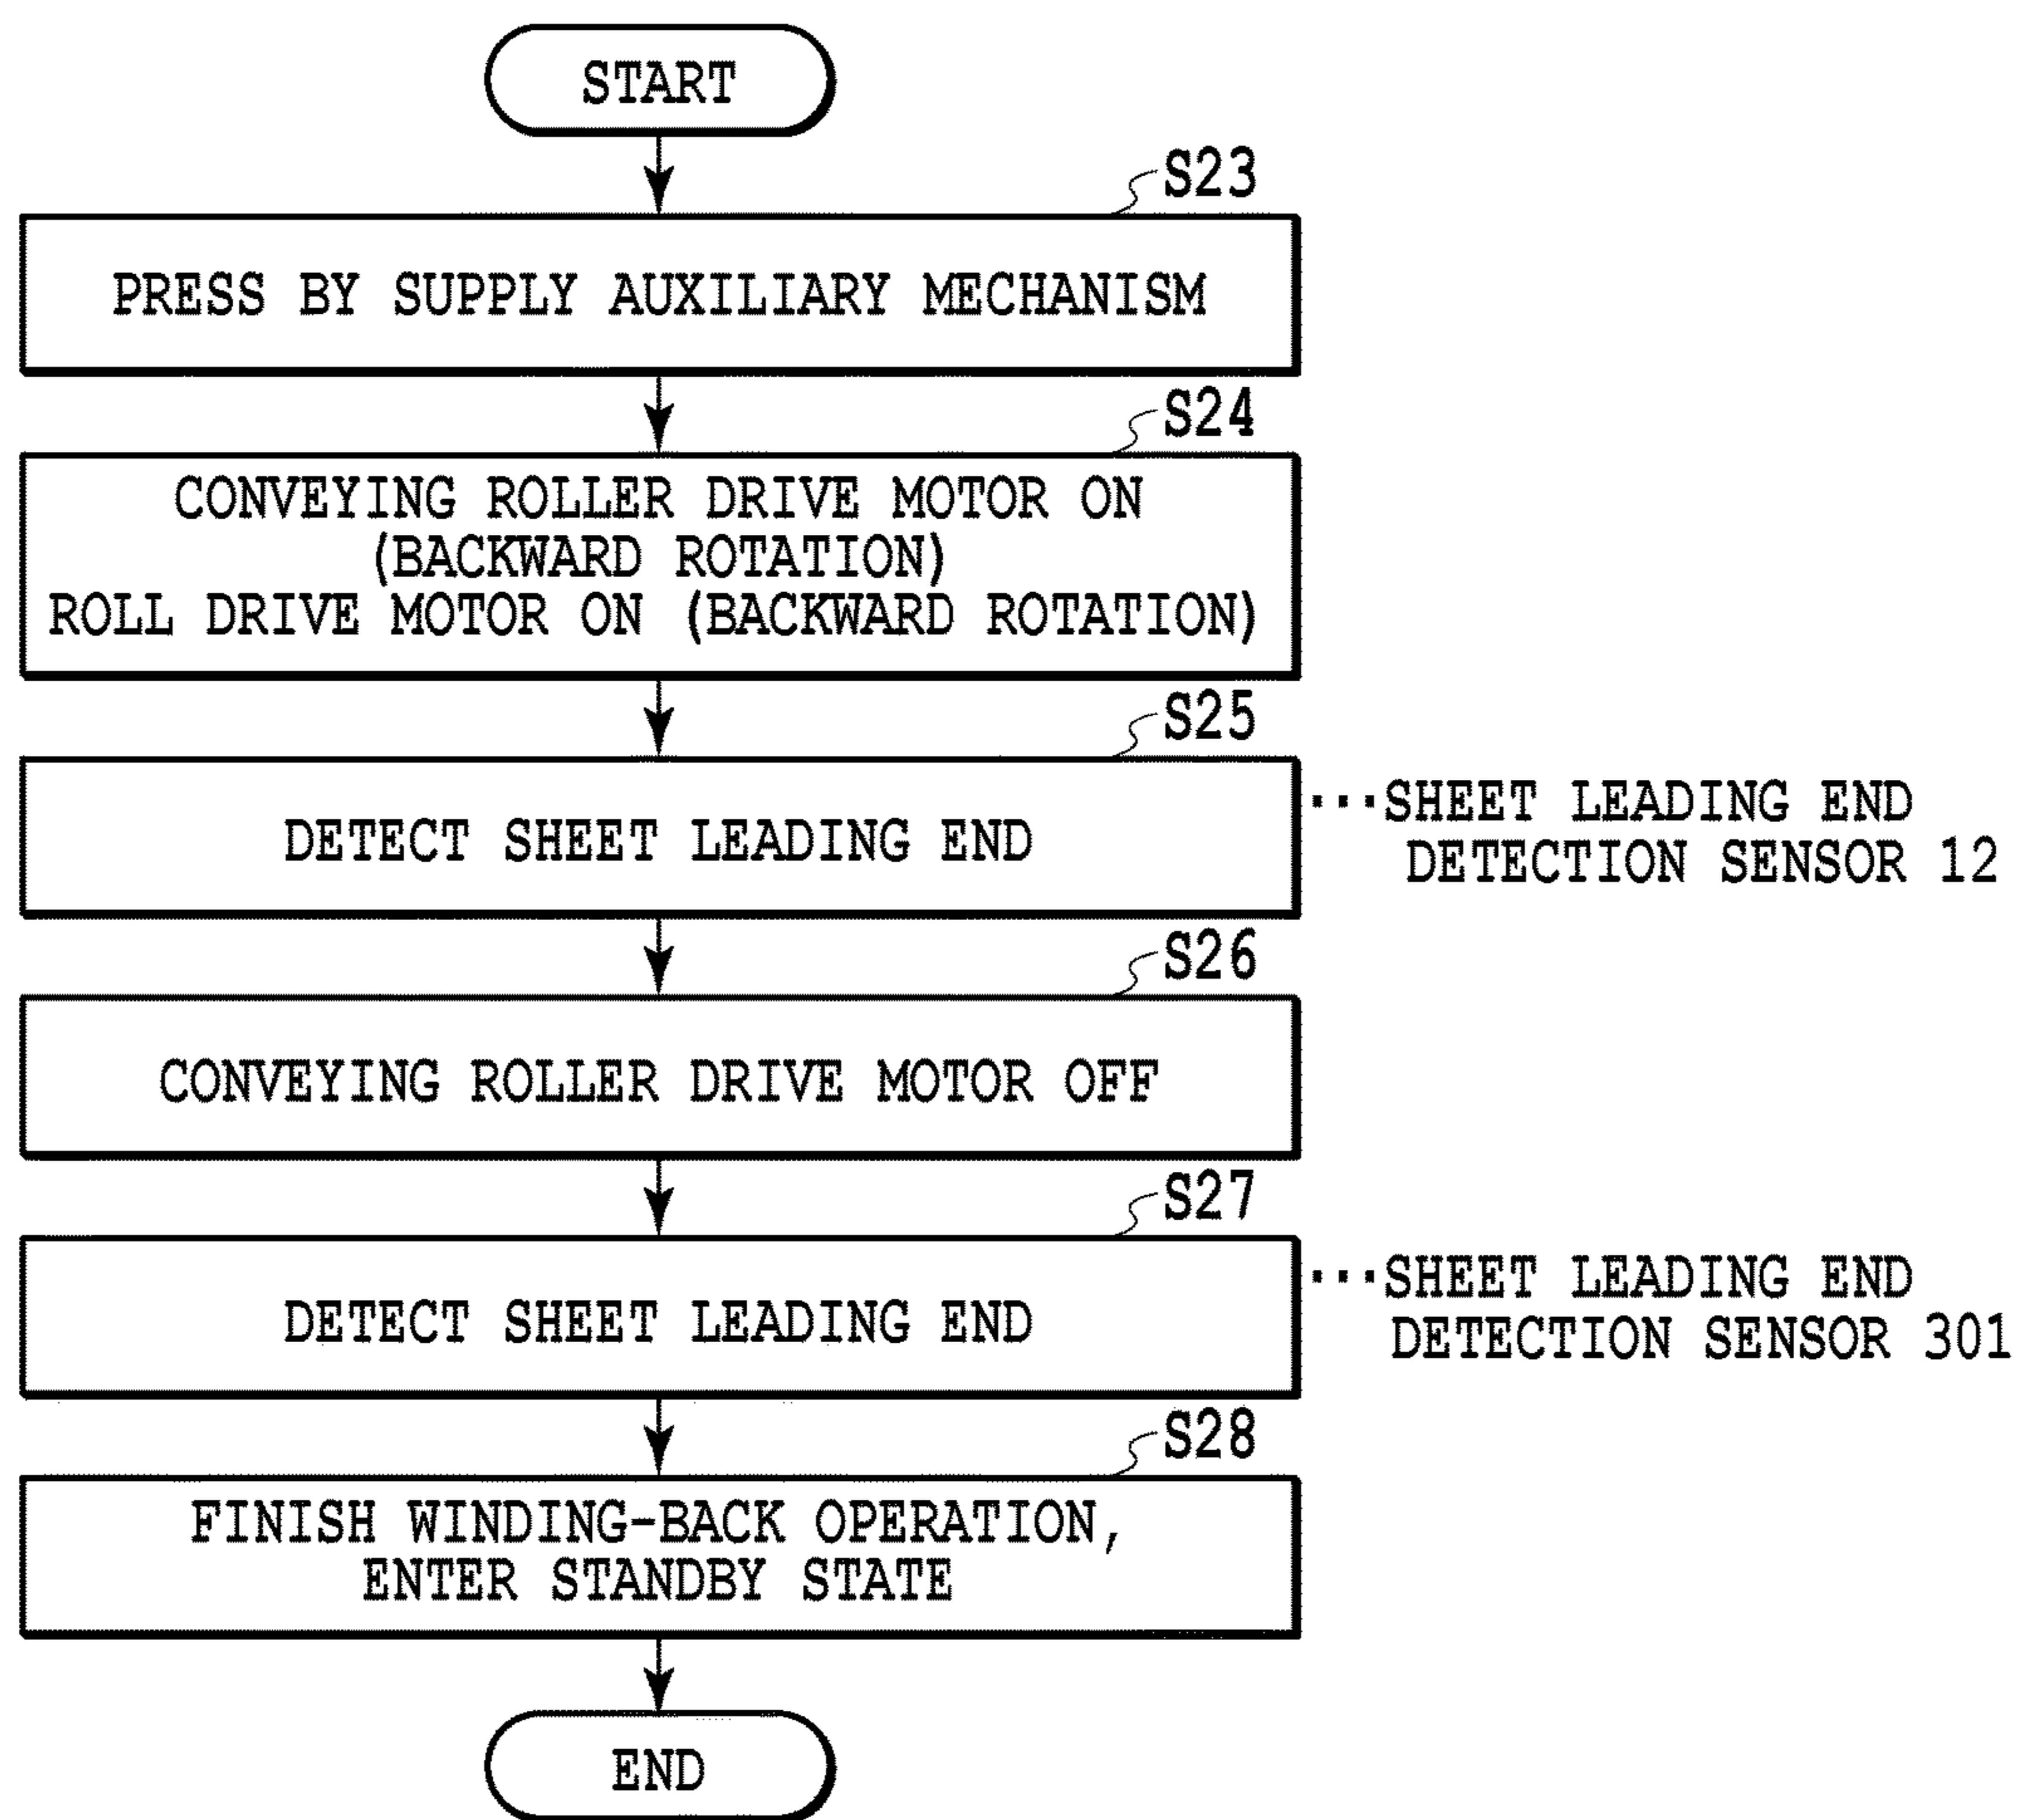 START
S23
PRESS BY SUPPLY AUXILIARY MECHANISM
S24
CONVEYING ROLLER DRIVE MOTOR ON
(BACKWARD ROTATION)
ROLL DRIVE MOTOR ON (BACKWARD ROTATION)
S25
DETECT SHEET LEADING END
···SHEET LEADING END
DETECTION SENSOR 12
S26
CONVEYING ROLLER DRIVE MOTOR OFF
S27
DETECT SHEET LEADING END
···SHEET LEADING END
DETECTION SENSOR 301
S28
FINISH WINDING-BACK OPERATION,
ENTER STANDBY STATE
END